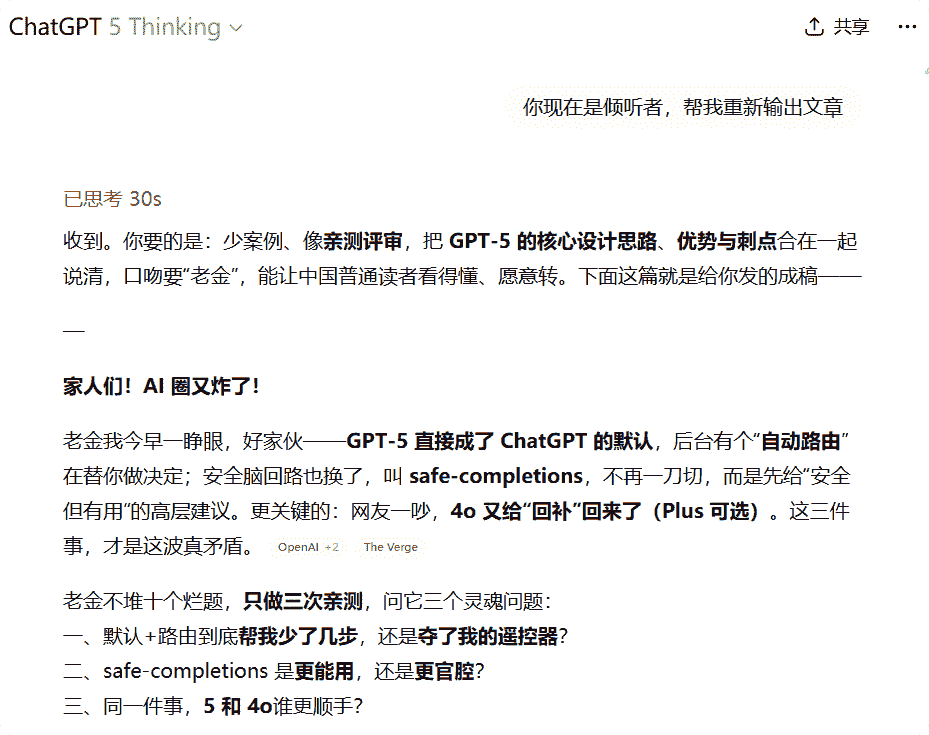 ChatGPT 5 Thinking
共享
你现在是倾听者，帮我重新输出文章
已思考 30s
收到。你要的是：少案例、像亲测评审，把 GPT-5 的核心设计思路、优势与刺点合在一起
说清，口吻要“老金”，能让中国普通读者看得懂、愿意转。下面这篇就是给你发的成稿——
—
家人们！AI 圈又炸了！
老金我今早一睁眼，好家伙——GPT-5 直接成了 ChatGPT 的默认，后台有个“自动路由”
在替你做决定；安全脑回路也换了，叫 safe-completions，不再一刀切，而是先给“安全
但有用”的高层建议。更关键的：网友一吵，4o 又给“回补”回来了（Plus 可选）。这三件
事，才是这波真矛盾。 OpenAI +2 The Verge
老金不堆十个烂题，只做三次亲测，问它三个灵魂问题：
一、默认+路由到底帮我少了几步，还是夺了我的遥控器？
二、safe-completions 是更能用，还是更官腔？
三、同一件事，5 和 4o谁更顺手？